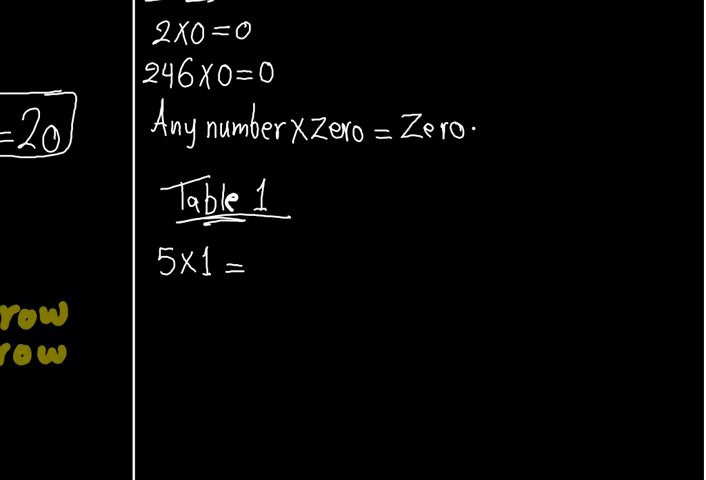 =20
row
row
2x0=0
246x0=0
Any number x Zero = Zero.
Table 1
5x1=